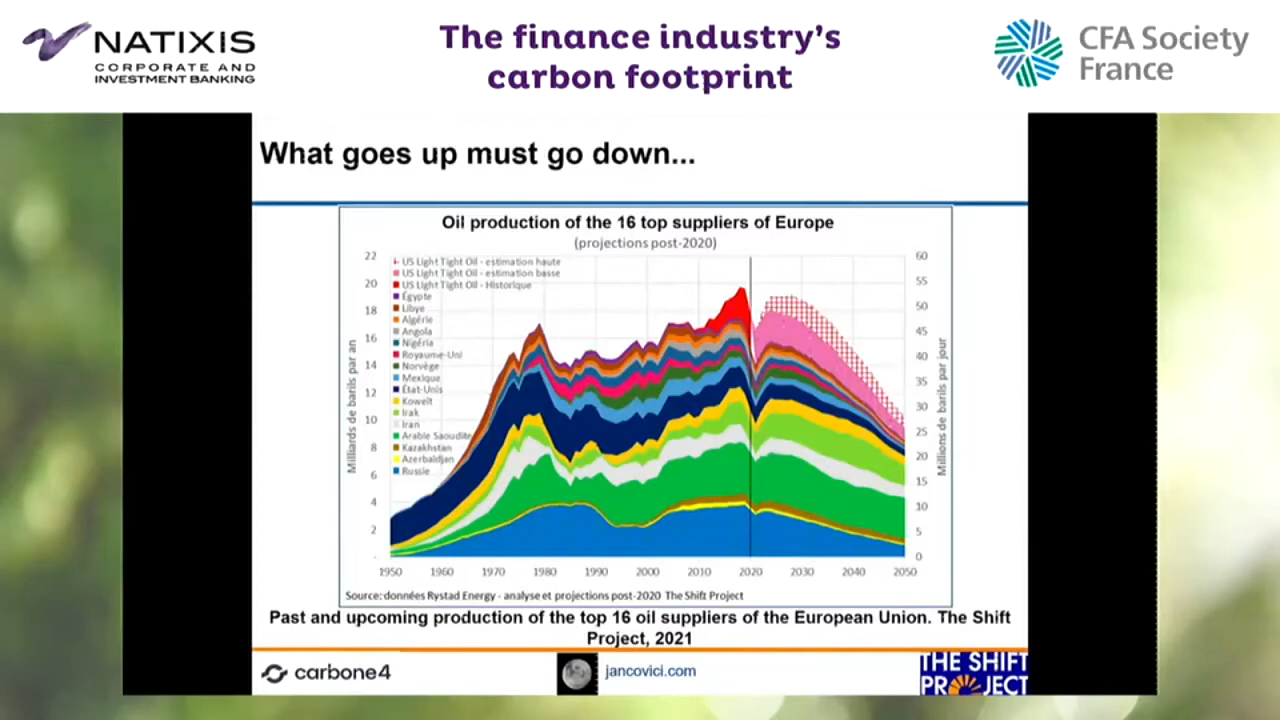 NATIXIS
CORPORATE AND
INVESTMENT BANKING
The finance industry's
carbon footprint
CFA Society
France
What goes up must go down...
Oil production of the 16 top suppliers of Europe
(projections post-2020)
Milliards de barils par an
22
20
18
16
14
12
10
8
6
4
2
-
US Light Tight Oil - estimation haute
US Light Tight Oil - estimation basse
US Light Tight Oil - Historique
Égypte
Libye
Algérie
Angola
Nigéria
Royaume-Uni
Norvège
Mexique
État-Unis
Koweït
Irak
Iran
Arabie Saoudite
Kazakhstan
Azerbaïdjan
Russie
60
55
50
45
40
35
30
25
20
15
10
5
0
Millions de barils par jour
1950 1960 1970 1980 1990 2000 2010 2020 2030 2040 2050
Source: données Rystad Energy - analyse et projections post-2020 The Shift Project
Past and upcoming production of the top 16 oil suppliers of the European Union. The Shift
Project, 2021
carbone4
jancovici.com
THE SHIFT
PROJECT